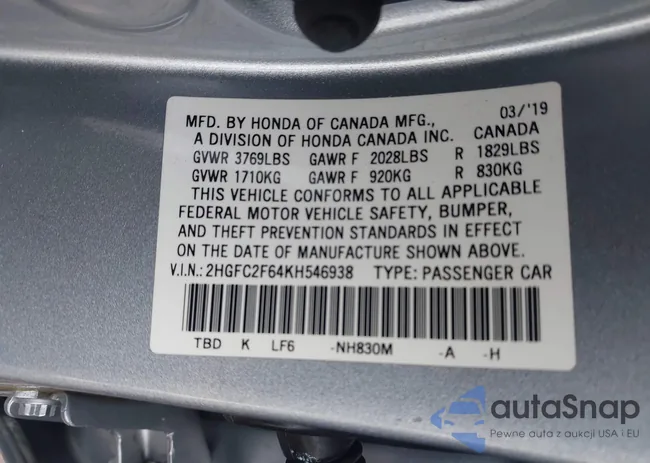 MFD. BY HONDA OF CANADA MFG., 03/'19
A DIVISION OF HONDA CANADA INC. CANADA
GVWR 3769LBS GAWR F 2028LBS R 1829LBS
GVWR 1710KG GAWR F 920KG R 830KG
THIS VEHICLE CONFORMS TO ALL APPLICABLE
FEDERAL MOTOR VEHICLE SAFETY, BUMPER,
AND THEFT PREVENTION STANDARDS IN EFFECT
ON THE DATE OF MANUFACTURE SHOWN ABOVE.
V.I.N.: 2HGFC2F64KH546938 TYPE: PASSENGER CAR
TBD K LF6 -NH830M -A -H
autaSnap
Pewne auta z aukcji USA i EU